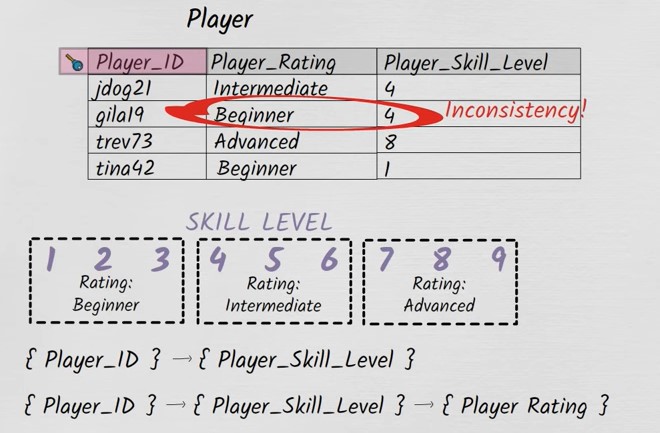 Player
Player_ID Player_Rating Player_Skill_Level
jdog21 Intermediate 4
gila19 Beginner 4 Inconsistency!
trev73 Advanced 8
tina42 Beginner 1
SKILL LEVEL
1 2 3 4 5 6 7 8 9
Rating: Rating: Rating:
Beginner Intermediate Advanced
{ Player_ID } → { Player_Skill_Level }
{ Player_ID } → { Player_Skill_Level } → { Player Rating }